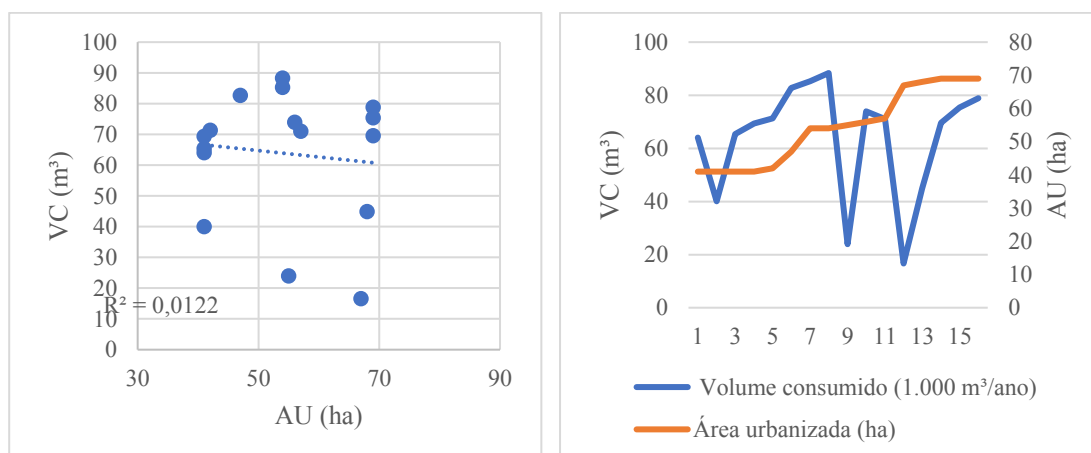 100
90
80
70
60
50
40
30
20
10
0
VC (m³)
R² = 0,0122
30 50 70 90
AU (ha)
100
80
60
40
20
0
VC (m³)
80
70
60
50
40
30
20
10
0
AU (ha)
1 3 5 7 9 11 13 15
Volume consumido (1.000 m³/ano)
Área urbanizada (ha)